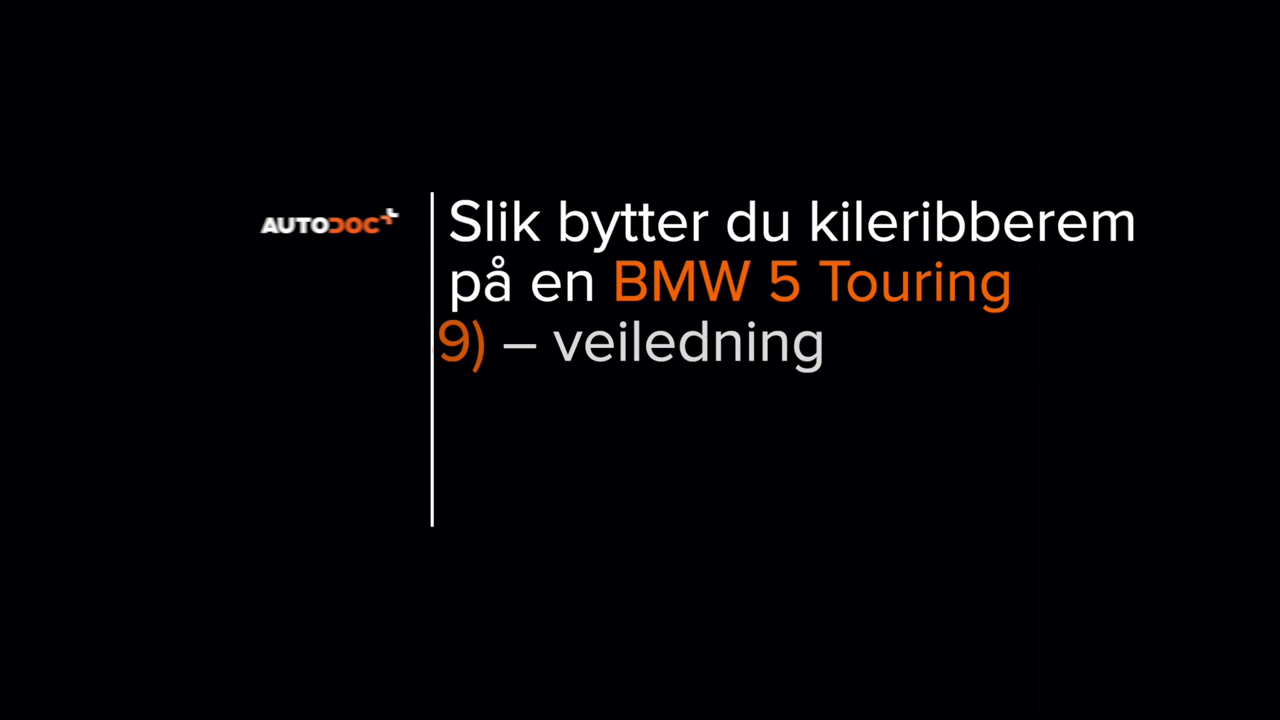 AUTODOC
Slik bytter du kileribberem
på en BMW 5 Touring
9) – veiledning